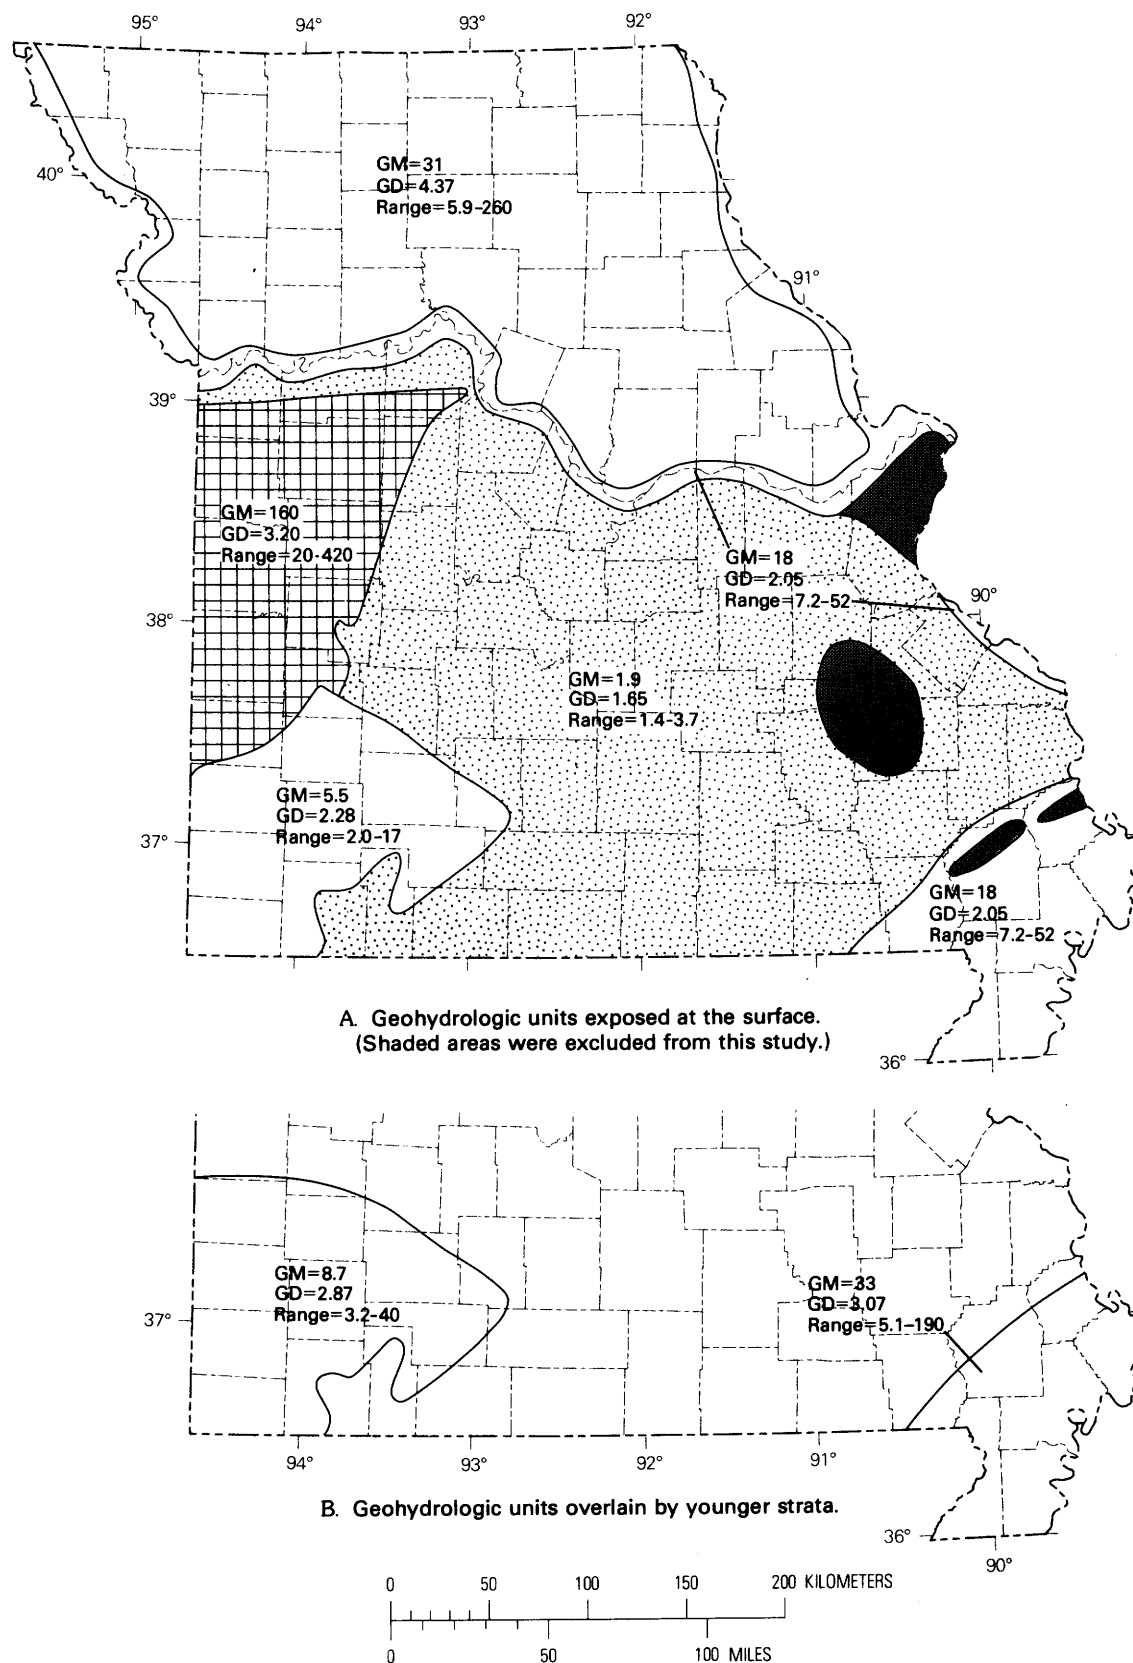 95°
94°
93°
92°
40°
GM=31
GD=4.37
Range=5.9-260
91°
39°
GM=160
GD=3.20
Range=20-420
GM=18
GD=2.05
Range=7.2-52
90°
38°
GM=1.9
GD=1.65
Range=1.4-3.7
GM=5.5
GD=2.28
Range=2.0-17
37°
GM=18
GD=2.05
Range=7.2-52
A. Geohydrologic units exposed at the surface.
(Shaded areas were excluded from this study.)
36°
GM=8.7
GD=2.87
Range=3.2-40
GM=33
GD=3.07
Range=5.1-190
37°
94°
93°
92°
91°
B. Geohydrologic units overlain by younger strata.
36°
90°
0 50 100 150 200 KILOMETERS
0 50 100 MILES